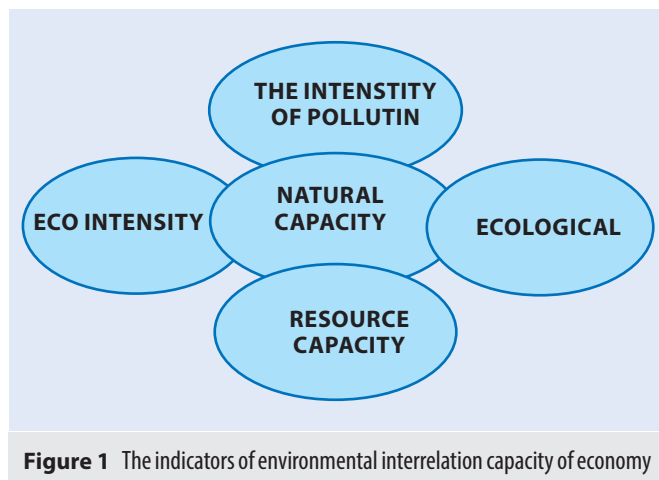 THE INTENSTITY
OF POLLUTIN
ECO INTENSITY
NATURAL
CAPACITY
ECOLOGICAL
RESOURCE
CAPACITY
Figure 1 The indicators of environmental interrelation capacity of economy